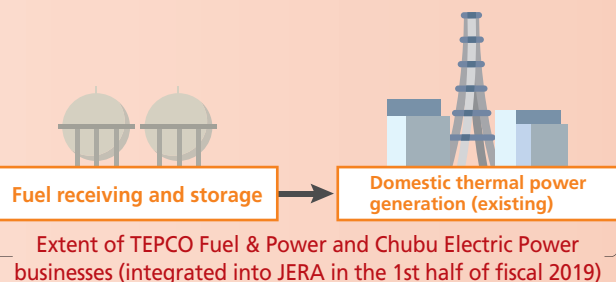 Fuel receiving and storage
Domestic thermal power
generation (existing)
Extent of TEPCO Fuel & Power and Chubu Electric Power
businesses (integrated into JERA in the 1st half of fiscal 2019)